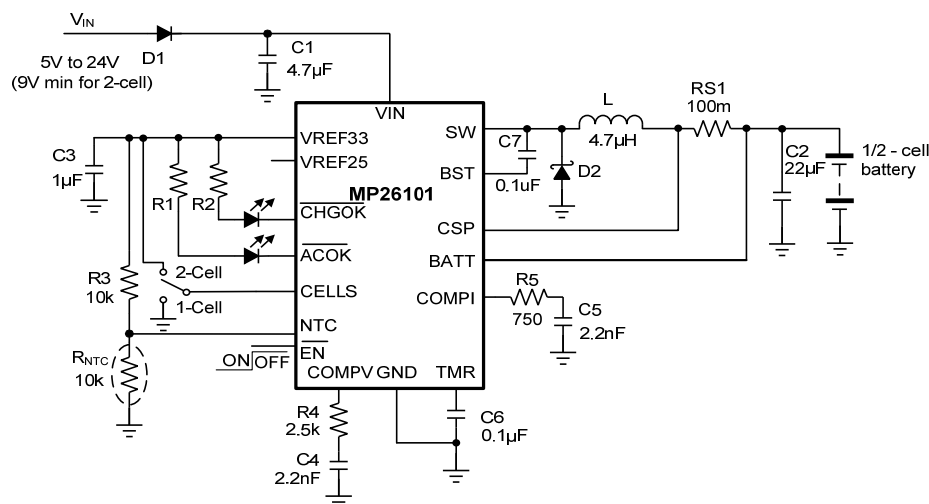 VIN
5V to 24V
(9V min for 2-cell)
D1
C1
4.7µF
VIN
C3
1µF
R1
R2
VREF33
VREF25
MP26101
CHGOK
ACOK
CELLS
NTC
EN
COMPV GND
TMR
SW
BST
CSP
BATT
COMPI
C7
0.1uF
D2
L
4.7µH
RS1
100m
C2
22µF
1/2 - cell
battery
R3
10k
2-Cell
1-Cell
RNTC
10k
ON OFF
R5
750
C5
2.2nF
R4
2.5k
C4
2.2nF
C6
0.1µF